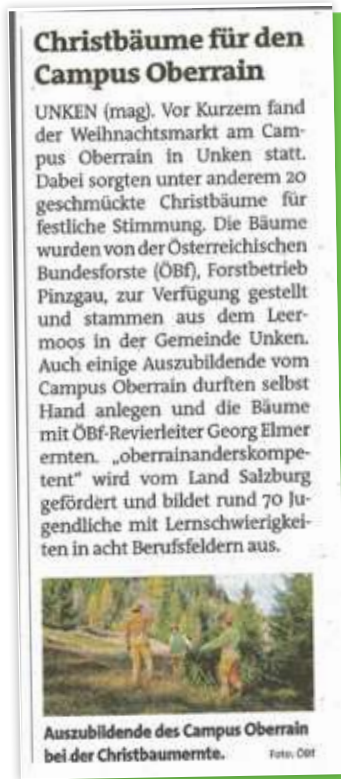 Christbäume für den
Campus Oberrain
UNKEN (mag). Vor Kurzem fand
der Weihnachtsmarkt am Cam-
pus Oberrain in Unken statt.
Dabei sorgten unter anderem 20
geschmückte Christbäume für
festliche Stimmung. Die Bäume
wurden von der Österreichischen
Bundesforste (ÖBf), Forstbetrieb
Pinzgau, zur Verfügung gestellt
und stammen aus dem Leer-
moos in der Gemeinde Unken.
Auch einige Auszubildende vom
Campus Oberrain durften selbst
Hand anlegen und die Bäume
mit ÖBf-Revierleiter Georg Elmer
ernten. „oberrainanderskompe-
tent" wird vom Land Salzburg
gefördert und bildet rund 70 Ju-
gendliche mit Lernschwierigkei-
ten in acht Berufsfeldern aus.
Auszubildende des Campus Oberrain
bei der Christbaumernte. Foto: ÖBf